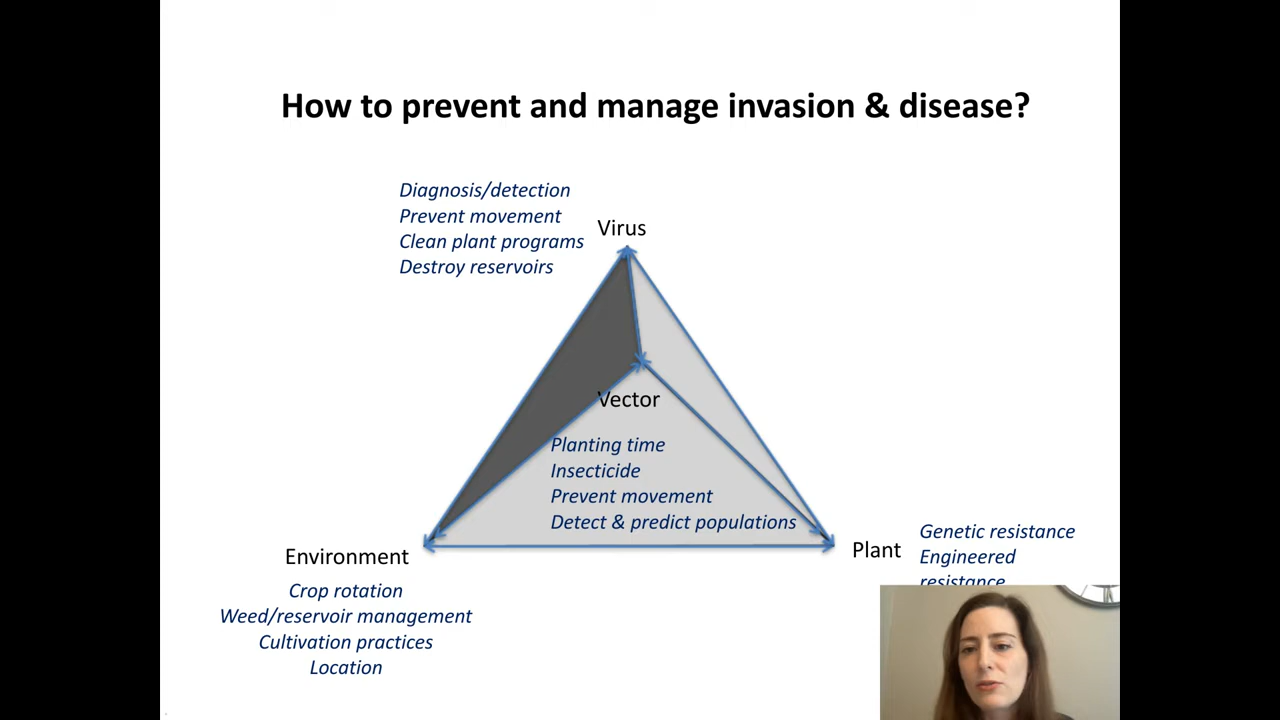 How to prevent and manage invasion & disease?
Diagnosis/detection
Prevent movement
Clean plant programs
Destroy reservoirs
Virus
Vector
Planting time
Insecticide
Prevent movement
Detect & predict populations
Environment
Crop rotation
Weed/reservoir management
Cultivation practices
Location
Plant
Genetic resistance
Engineered
resistance